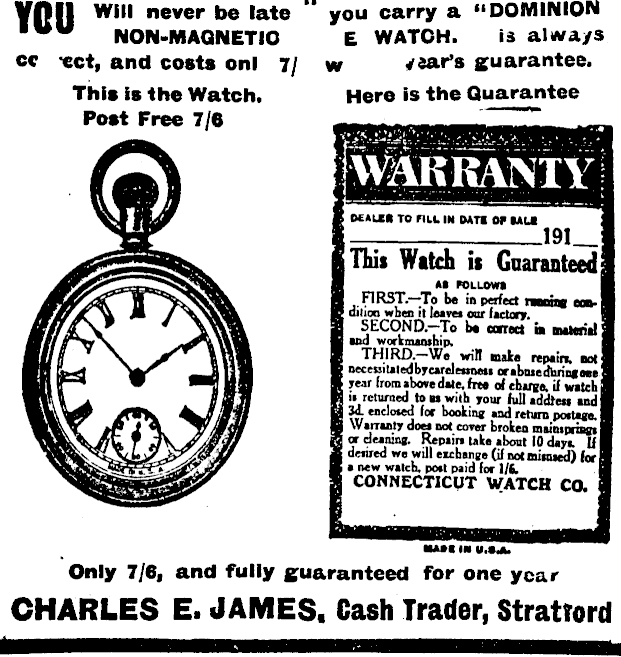 YOU Will never be late you carry a "DOMINION
NON-MAGNETIC E WATCH. is always
ect, and costs onl 7/ w year's guarantee.
This is the Watch.
Post Free 7/6
Here is the Guarantee
WARRANTY
DEALER TO FILL IN DATE OF SALE
191
This Watch is Guaranteed
AS FOLLOWS
FIRST.—To be in perfect running con-
dition when it leaves our factory.
SECOND.—To be correct in material
and workmanship.
THIRD.—We will make repairs, not
necessitated by carelessness or abuse during one
year from above date, free of charge, if watch
is returned to us with your full address and
3d. enclosed for booking and return postage.
Warranty does not cover broken mainsprings
or cleaning. Repairs take about 10 days. If
desired we will exchange (if not misused) for
a new watch, post paid for 1/6.
CONNECTICUT WATCH CO.
MADE IN U.S.A.
Only 7/6, and fully guaranteed for one year
CHARLES E. JAMES, Cash Trader, Stratford